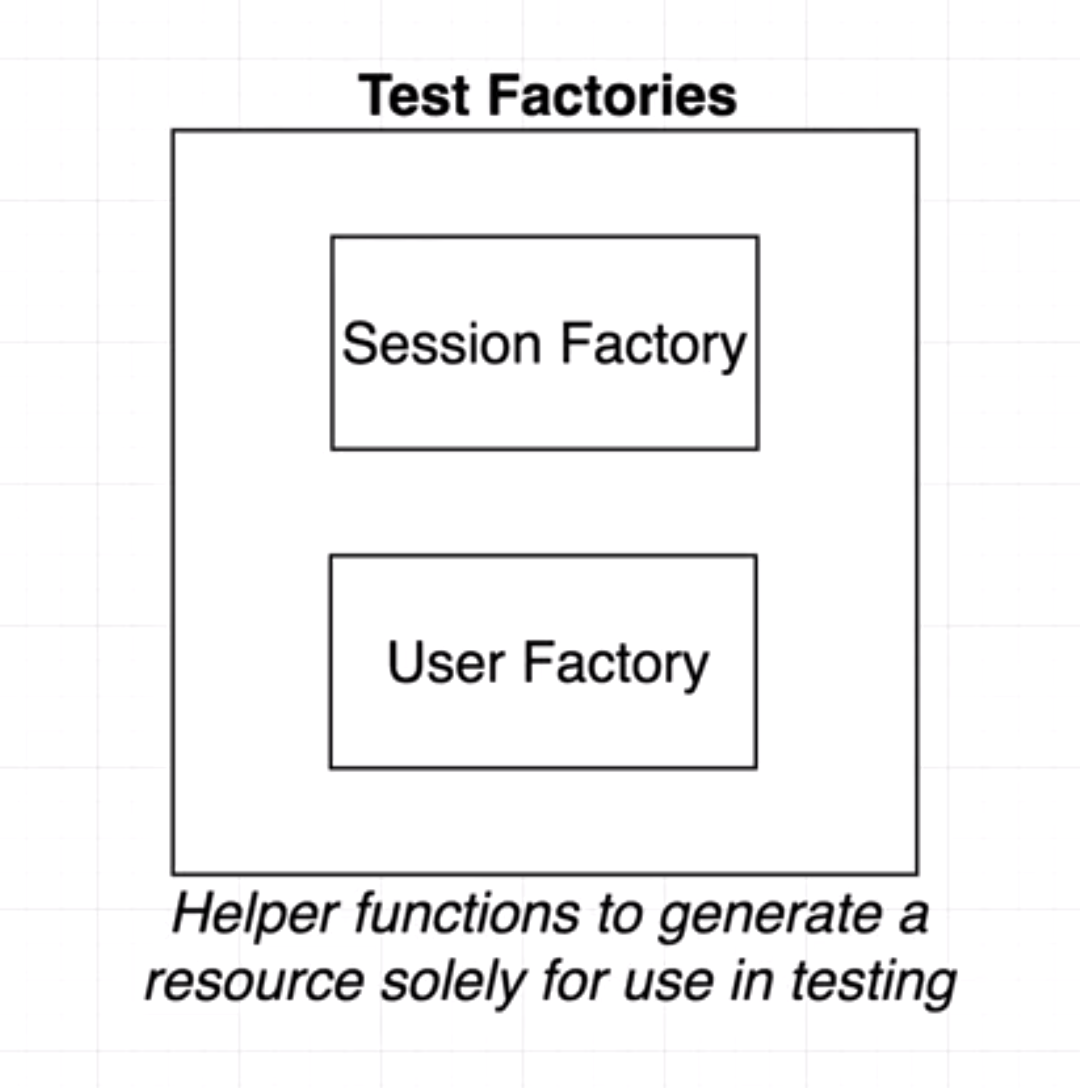 Test Factories
Session Factory
User Factory
Helper functions to generate a
resource solely for use in testing